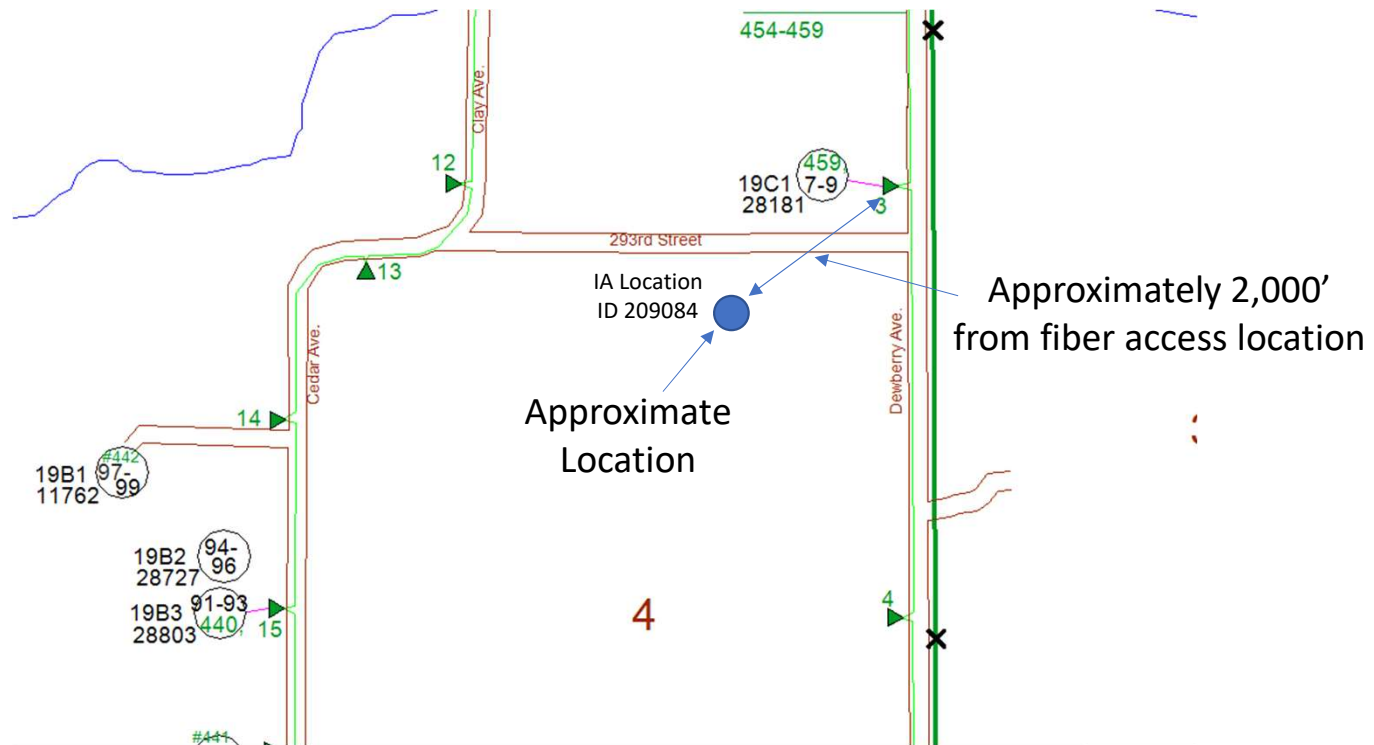 454-459
Clay Ave.
12
459,
7-9
19C1
28181
3
293rd Street
13
IA Location
ID 209084
Approximately 2,000’
from fiber access location
Cedar Ave.
Dewberry Ave.
Approximate
Location
14
#442
97-
99
19B1
11762
94-
96
19B2
28727
91-93
440,
19B3
28803
15
4
4
#441